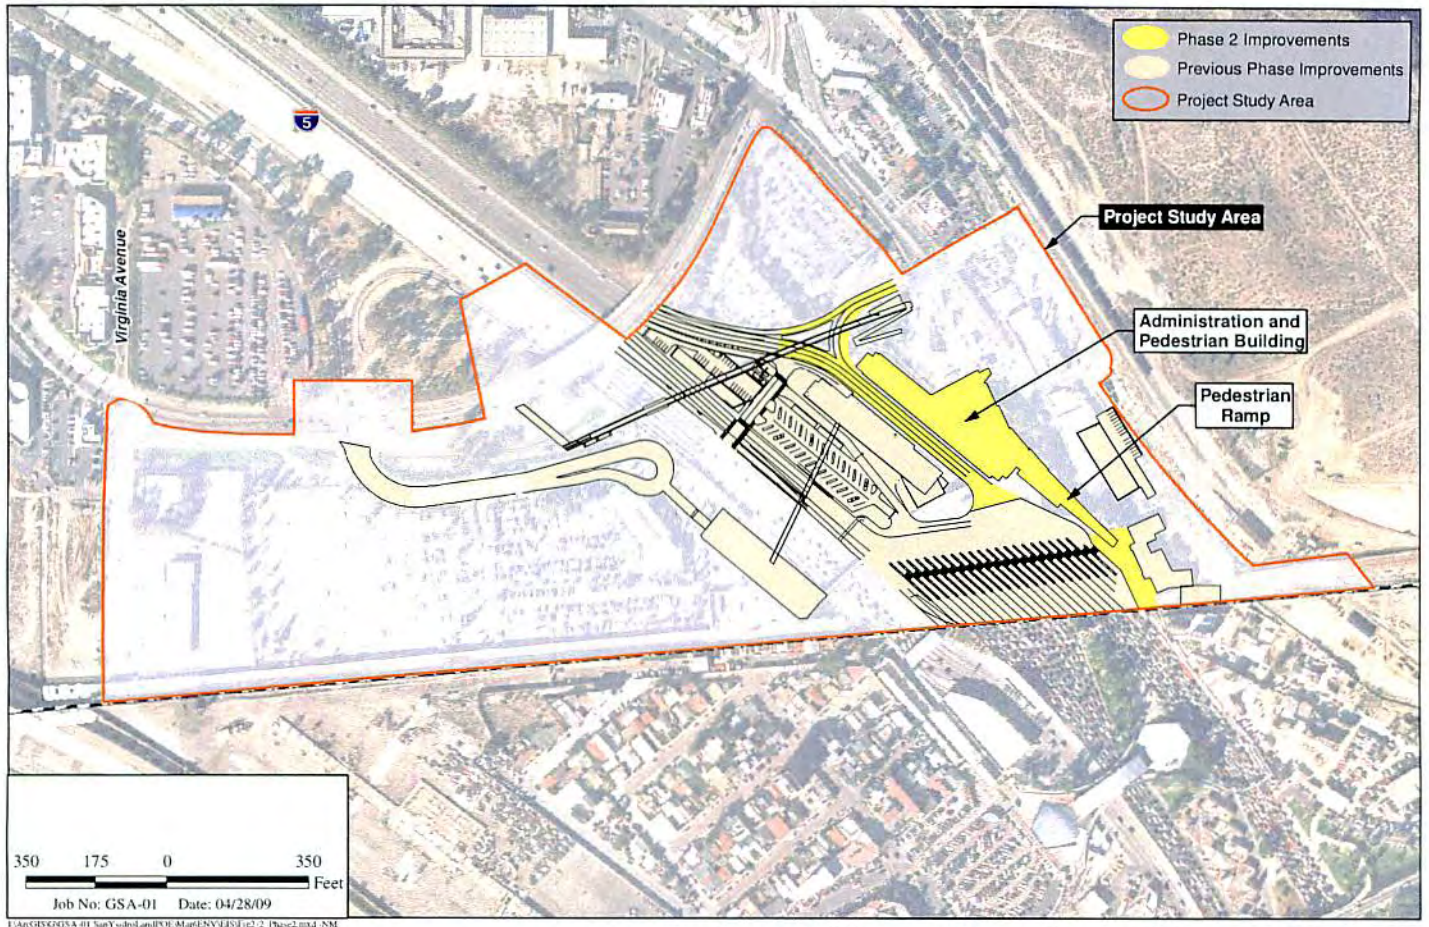 Phase 2 Improvements
Previous Phase Improvements
Project Study Area
5
Project Study Area
Virginia Avenue
Administration and
Pedestrian Building
Pedestrian
Ramp
350 175 0 350
Feet
Job No: GSA-01 Date: 04/28/09